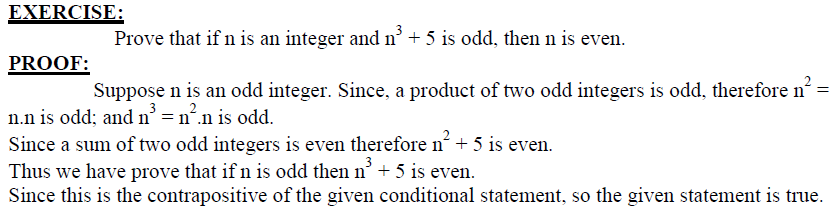 EXERCISE:
Prove that if n is an integer and n³ + 5 is odd, then n is even.
PROOF:
Suppose n is an odd integer. Since, a product of two odd integers is odd, therefore n² =
n.n is odd; and n³ = n².n is odd.
Since a sum of two odd integers is even therefore n² + 5 is even.
Thus we have prove that if n is odd then n³ + 5 is even.
Since this is the contrapositive of the given conditional statement, so the given statement is true.